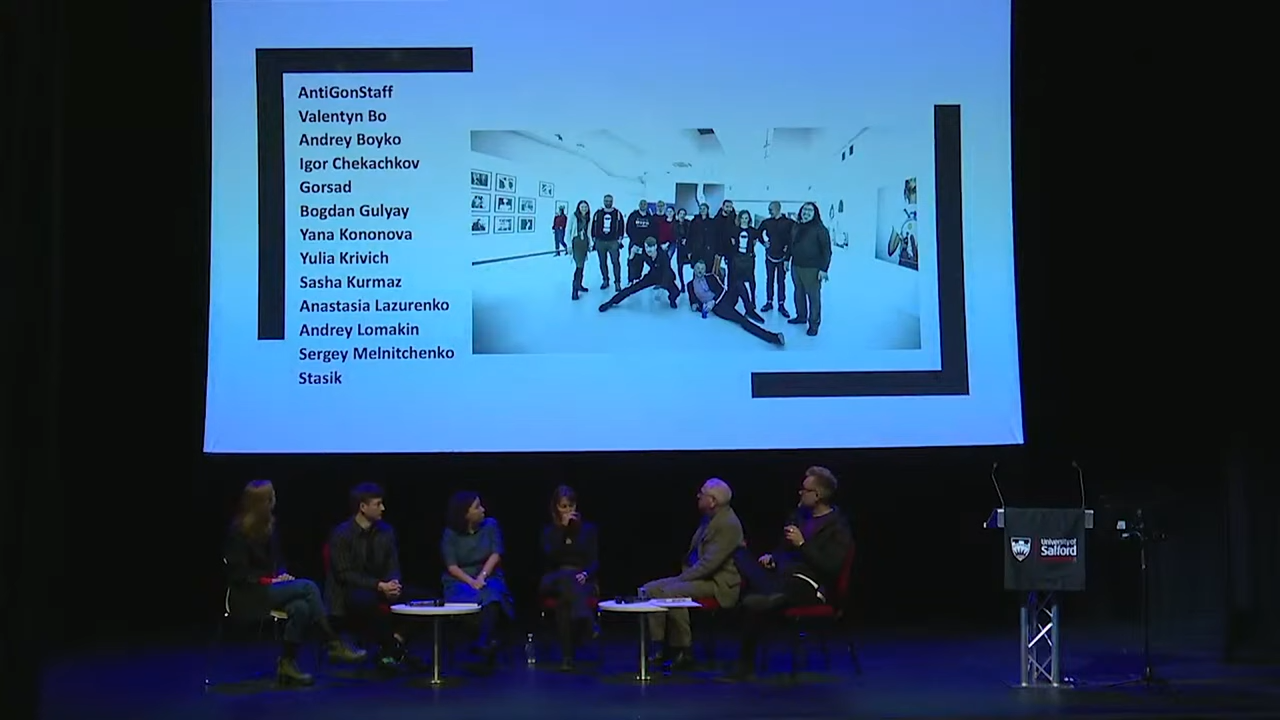 AntiGonStaff
Valentyn Bo
Andrey Boyko
Igor Chekachkov
Gorsad
Bogdan Gulyay
Yana Kononova
Yulia Krivich
Sasha Kurmaz
Anastasia Lazurenko
Andrey Lomakin
Sergey Melnitchenko
Stasik
University of
Salford